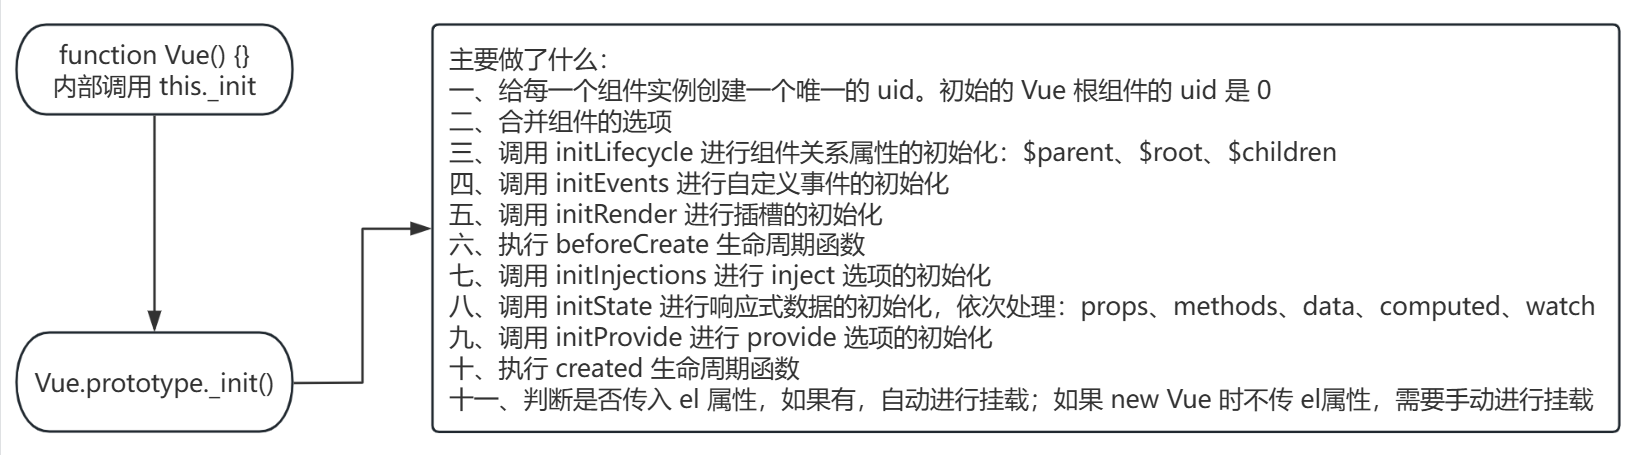 function Vue() {}
内部调用 this._init
Vue.prototype._init()
主要做了什么：
一、给每一个组件实例创建一个唯一的 uid。初始的 Vue 根组件的 uid 是 0
二、合并组件的选项
三、调用 initLifecycle 进行组件关系属性的初始化：$parent、$root、$children
四、调用 initEvents 进行自定义事件的初始化
五、调用 initRender 进行插槽的初始化
六、执行 beforeCreate 生命周期函数
七、调用 initInjections 进行 inject 选项的初始化
八、调用 initState 进行响应式数据的初始化，依次处理：props、methods、data、computed、watch
九、调用 initProvide 进行 provide 选项的初始化
十、执行 created 生命周期函数
十一、判断是否传入 el 属性，如果有，自动进行挂载；如果 new Vue 时不传 el属性，需要手动进行挂载